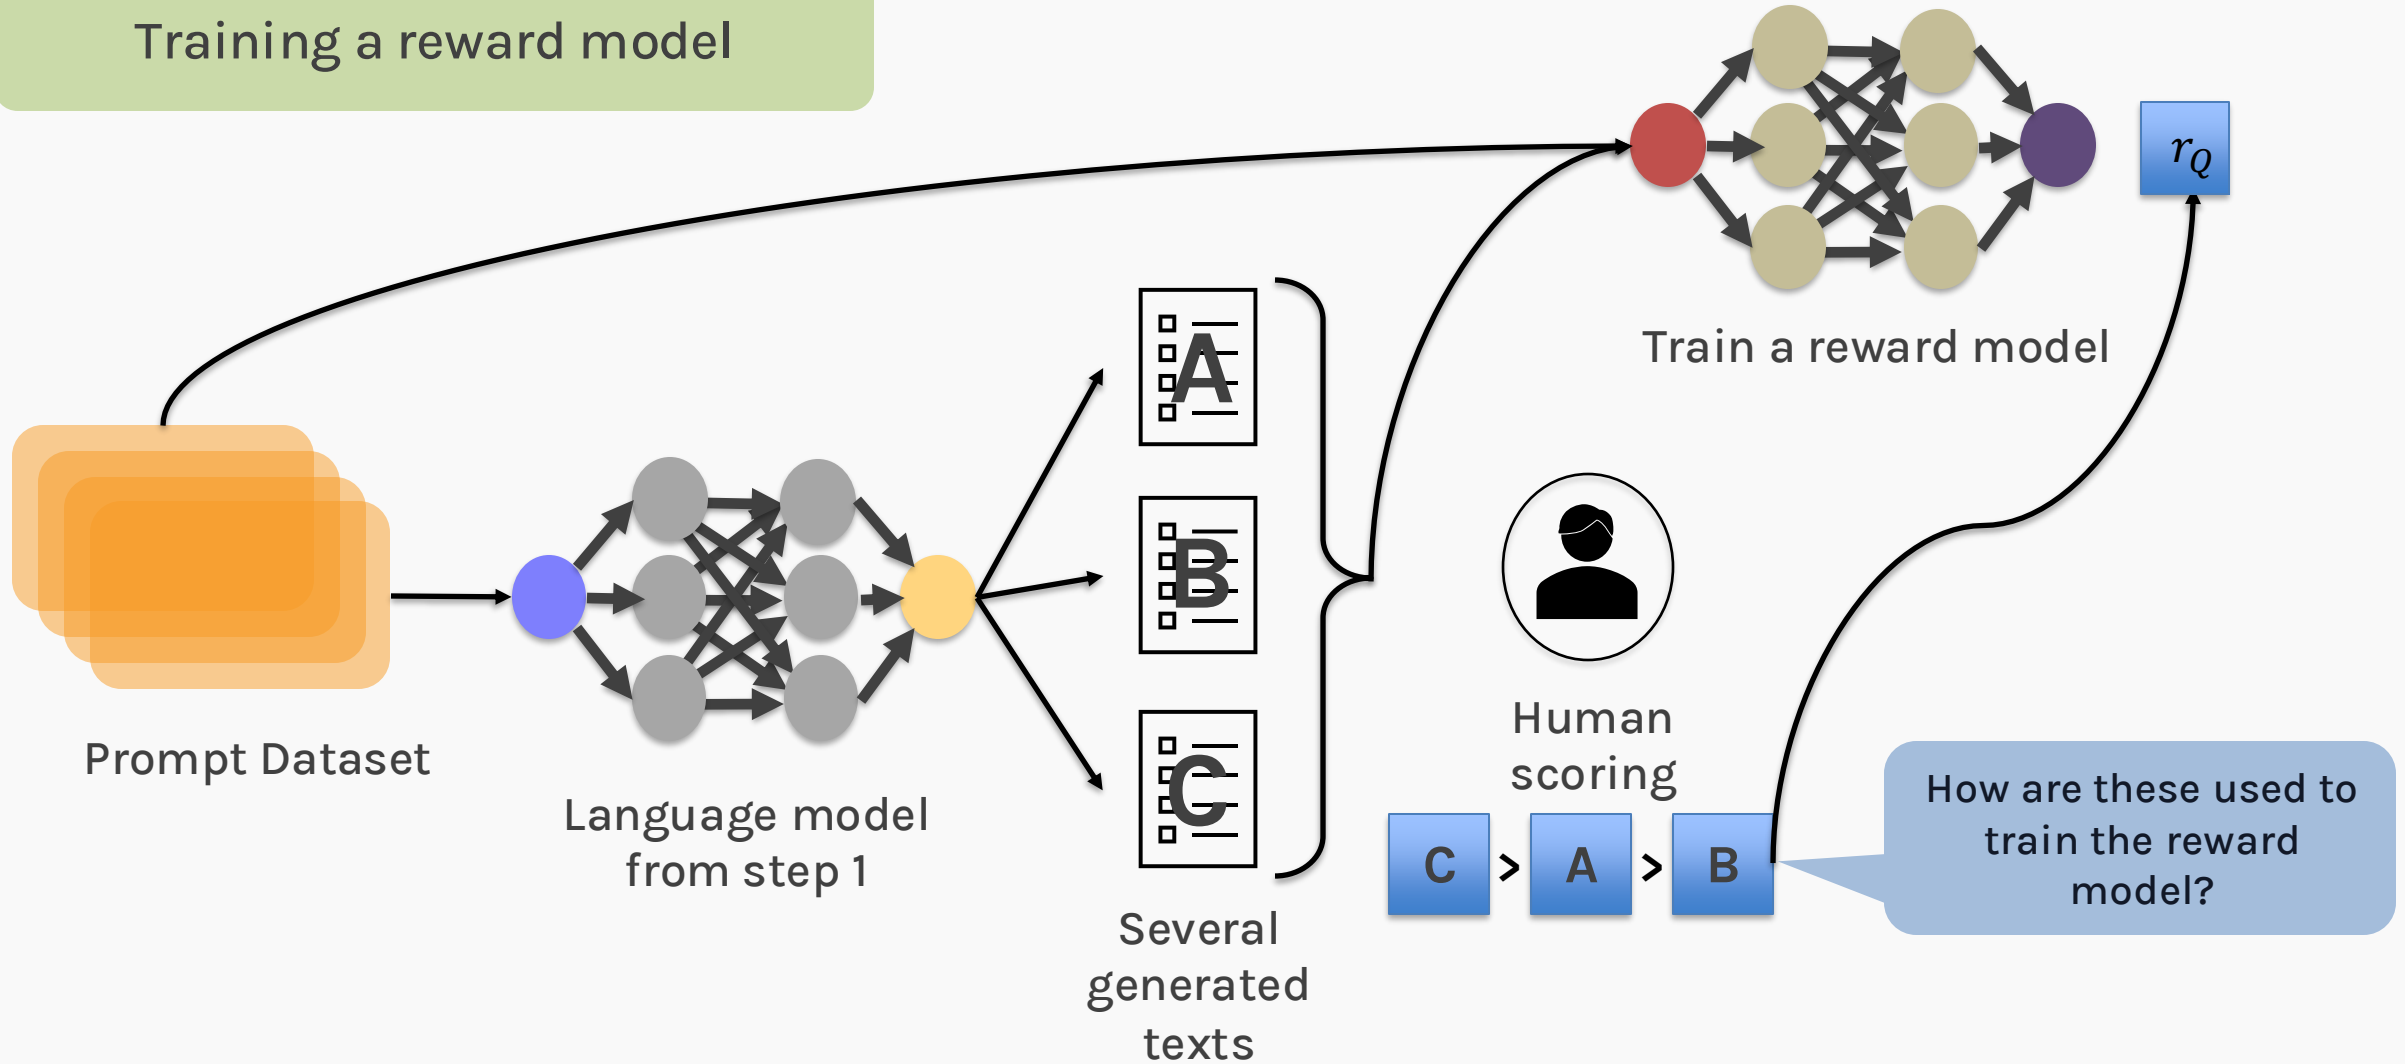 Training a reward model
r_Q
Train a reward model
A
B
C
Prompt Dataset
Language model
from step 1
Several
generated
texts
Human
scoring
C > A > B
How are these used to
train the reward
model?